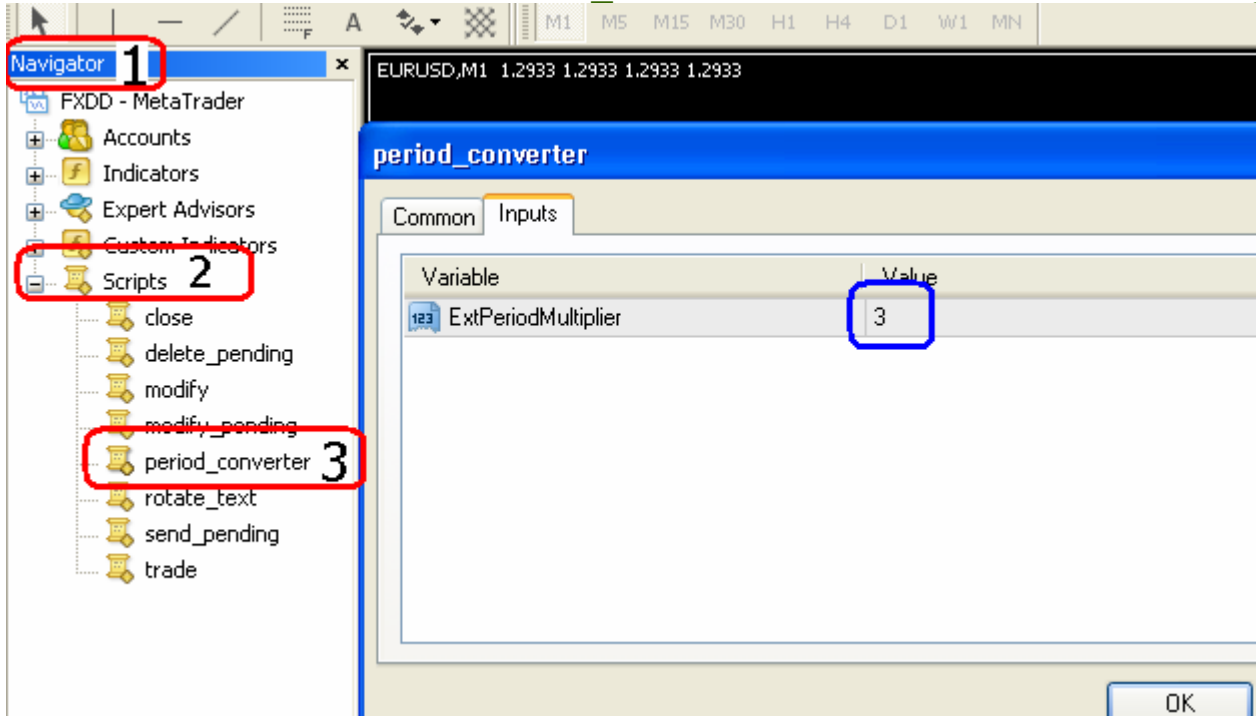 A M1 M5 M15 M30 H1 H4 D1 W1 MN
F
Navigator 1
FXDD - MetaTrader
Accounts
Indicators
Expert Advisors
Custom Indicators
Scripts 2
close
delete_pending
modify
modify_pending
period_converter 3
rotate_text
send_pending
trade
EURUSD,M1 1.2933 1.2933 1.2933 1.2933
period_converter
Common Inputs
Variable Value
123 ExtPeriodMultiplier 3
OK